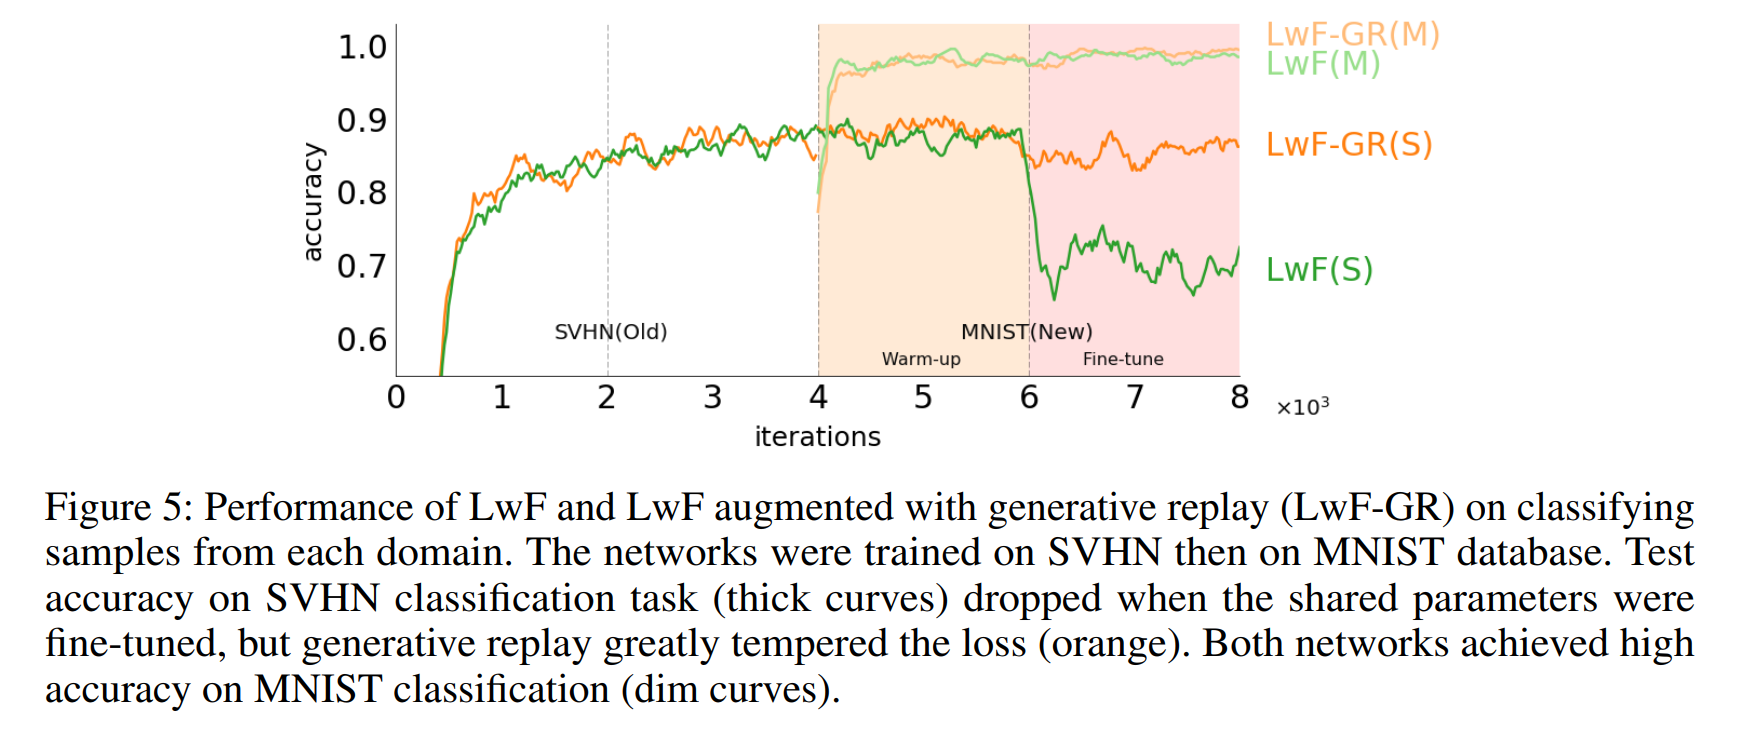 LwF-GR(M)
LwF(M)
LwF-GR(S)
LwF(S)
accuracy
1.0
0.9
0.8
0.7
0.6
SVHN(Old)
MNIST(New)
Warm-up
Fine-tune
0 1 2 3 4 5 6 7 8 ×10³
iterations
Figure 5: Performance of LwF and LwF augmented with generative replay (LwF-GR) on classifying
samples from each domain. The networks were trained on SVHN then on MNIST database. Test
accuracy on SVHN classification task (thick curves) dropped when the shared parameters were
fine-tuned, but generative replay greatly tempered the loss (orange). Both networks achieved high
accuracy on MNIST classification (dim curves).